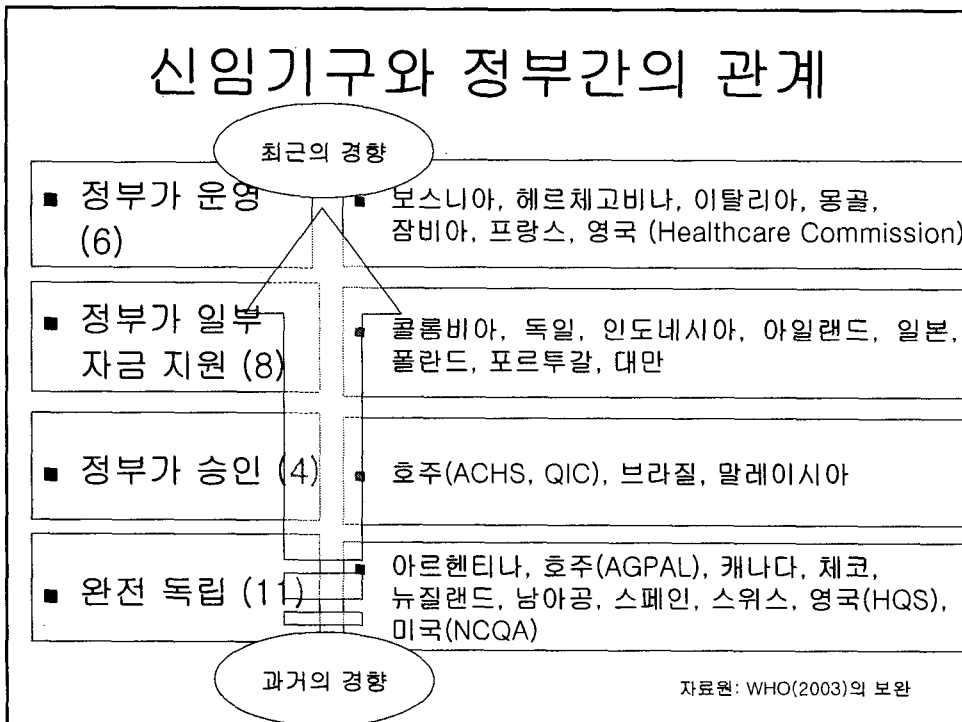 신임기구와 정부간의 관계
최근의 경향
■ 정부가 운영
(6)
■ 보스니아, 헤르체고비나, 이탈리아, 몽골,
잠비아, 프랑스, 영국 (Healthcare Commission)
■ 정부가 일부
자금 지원 (8)
■ 콜롬비아, 독일, 인도네시아, 아일랜드, 일본,
폴란드, 포르투갈, 대만
■ 정부가 승인 (4)
■ 호주(ACHS, QIC), 브라질, 말레이시아
■ 완전 독립 (11)
■ 아르헨티나, 호주(AGPAL), 캐나다, 체코,
뉴질랜드, 남아공, 스페인, 스위스, 영국(HQS),
미국(NCQA)
과거의 경향
자료원: WHO(2003)의 보완